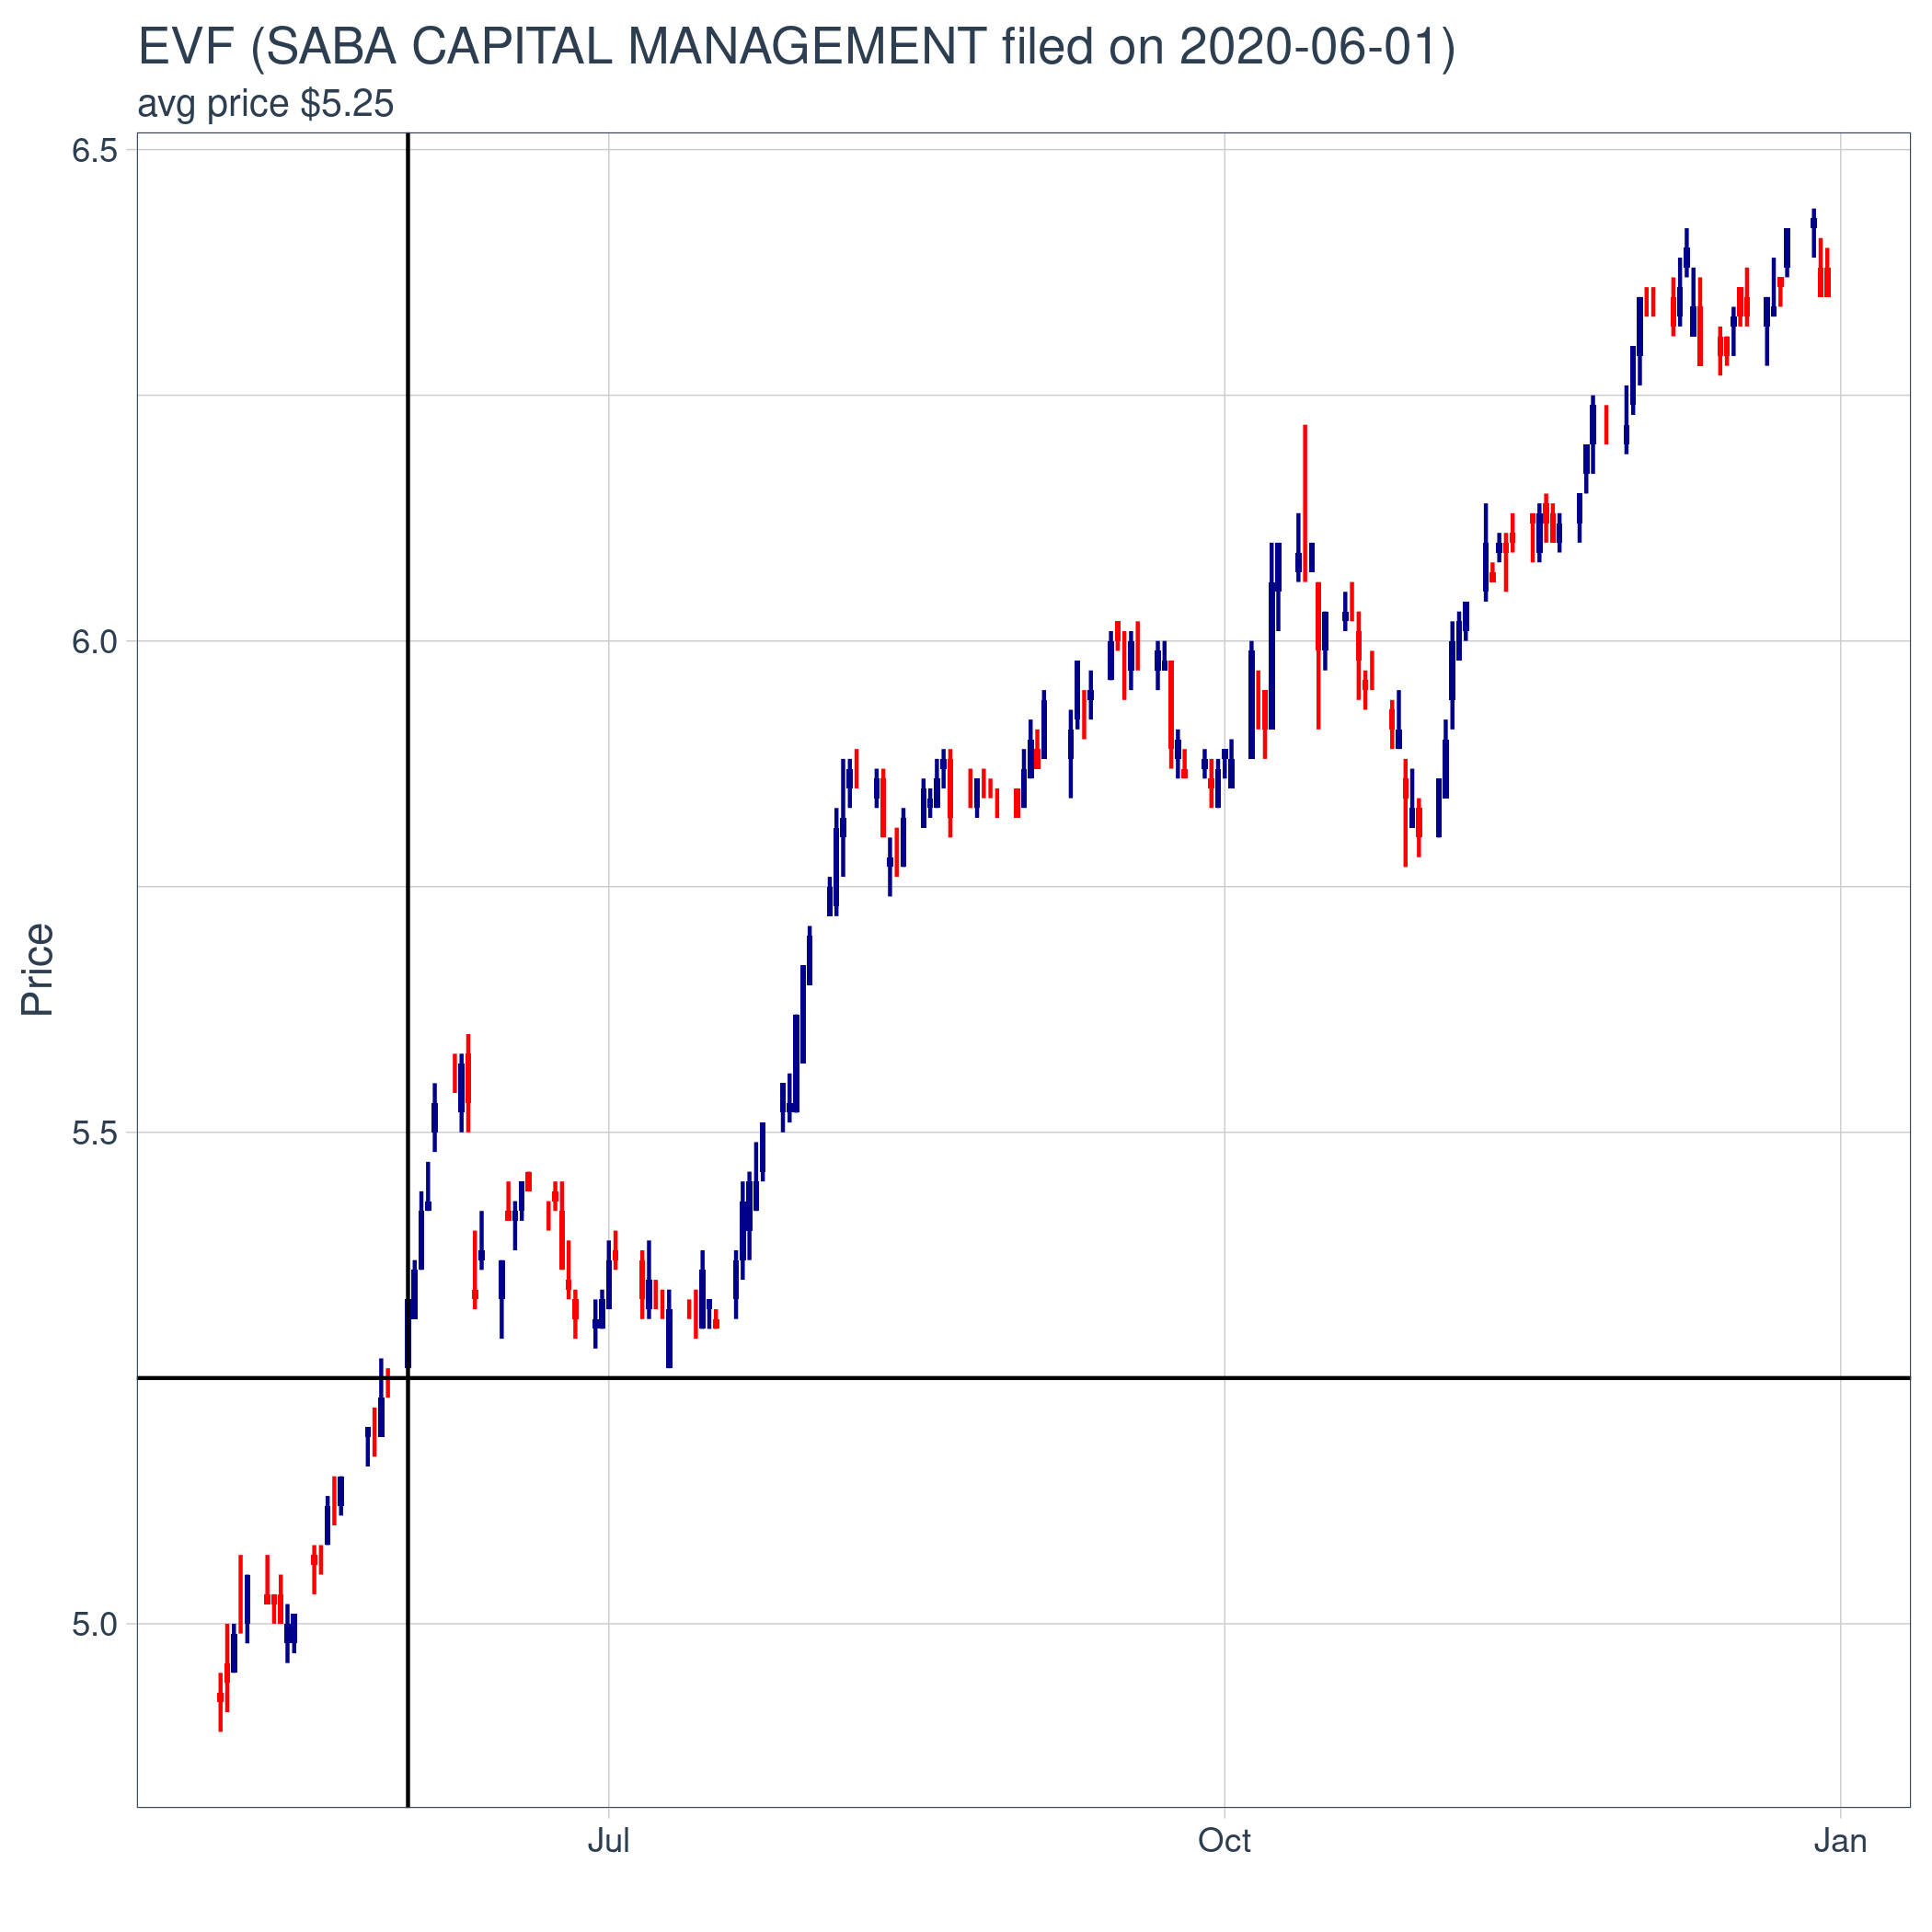 EVF (SABA CAPITAL MANAGEMENT filed on 2020-06-01)
avg price $5.25
6.5
6.0
Price
5.5
5.0
Jul Oct Jan